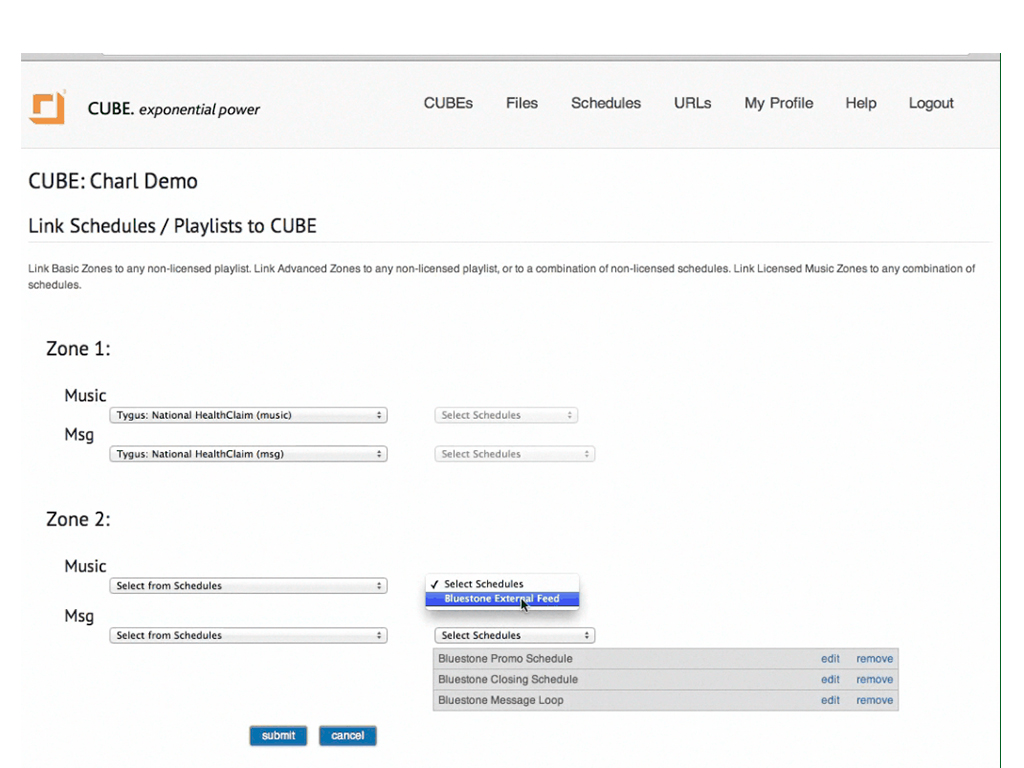 CUBE. exponential power
CUBEs Files Schedules URLs My Profile Help Logout
CUBE: Charl Demo
Link Schedules / Playlists to CUBE
Link Basic Zones to any non-licensed playlist. Link Advanced Zones to any non-licensed playlist, or to a combination of non-licensed schedules. Link Licensed Music Zones to any combination of
schedules.
Zone 1:
Music
Tygus: National HealthClaim (music) Select Schedules
Msg
Tygus: National HealthClaim (msg) Select Schedules
Zone 2:
Music
Select from Schedules ✓ Select Schedules
Bluestone External Feed
Msg
Select from Schedules Select Schedules
Bluestone Promo Schedule edit remove
Bluestone Closing Schedule edit remove
Bluestone Message Loop edit remove
submit cancel